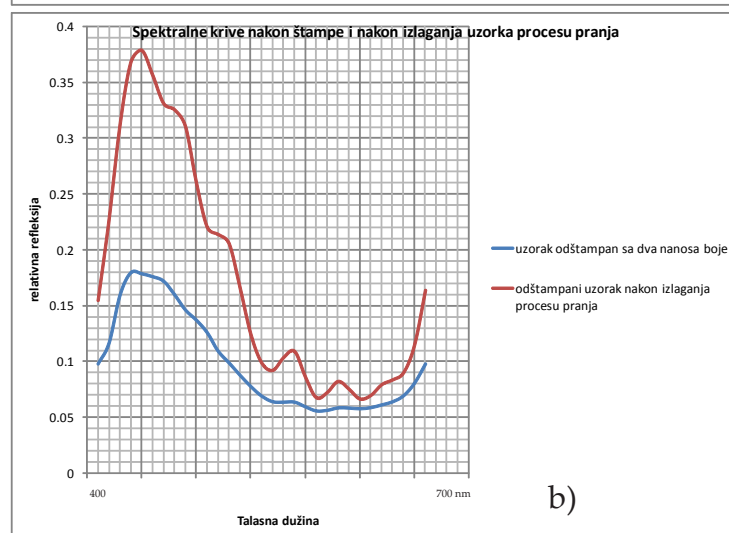 Spektralne krive nakon štampe i nakon izlaganja uzorka procesu pranja
0.4
0.35
0.3
0.25
0.2
0.15
0.1
0.05
0
relativna refleksija
uzorak odštampan sa dva nanosa boje
odštampani uzorak nakon izlaganja
procesu pranja
400
700 nm
Talasna dužina
b)